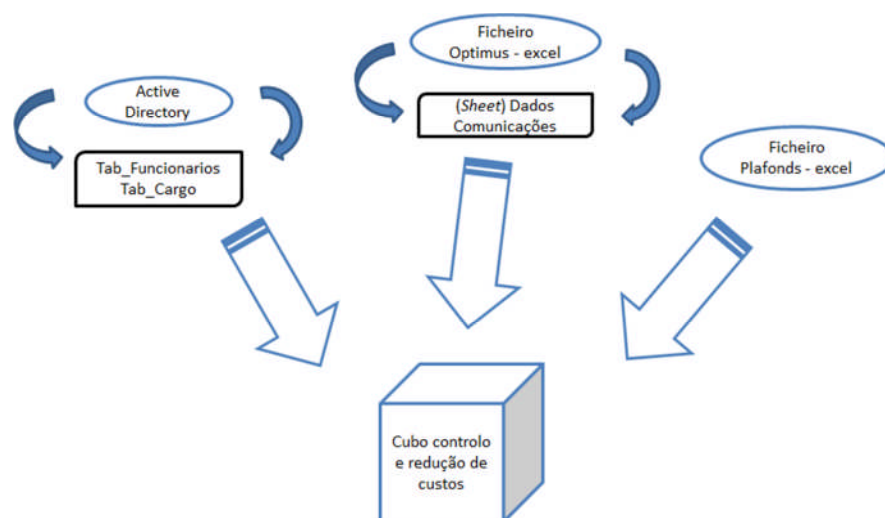 Active
Directory
Tab_Funcionarios
Tab_Cargo
Ficheiro
Optimus - excel
(Sheet) Dados
Comunicações
Ficheiro
Plafonds - excel
Cubo controlo
e redução de
custos